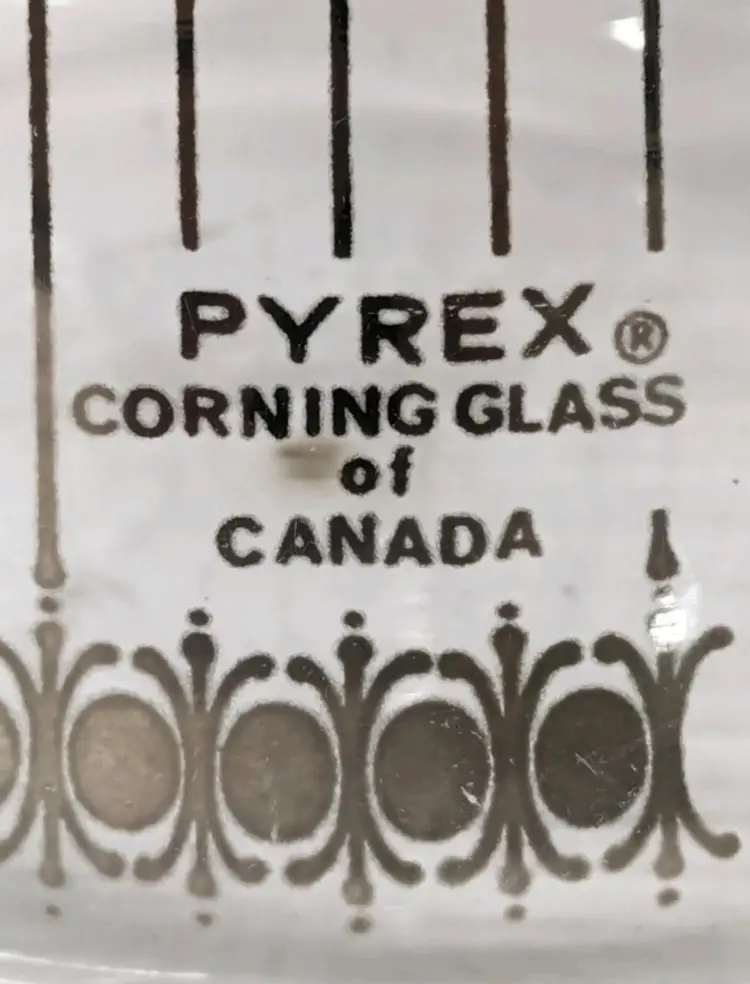 PYREX®
CORNING GLASS
of
CANADA